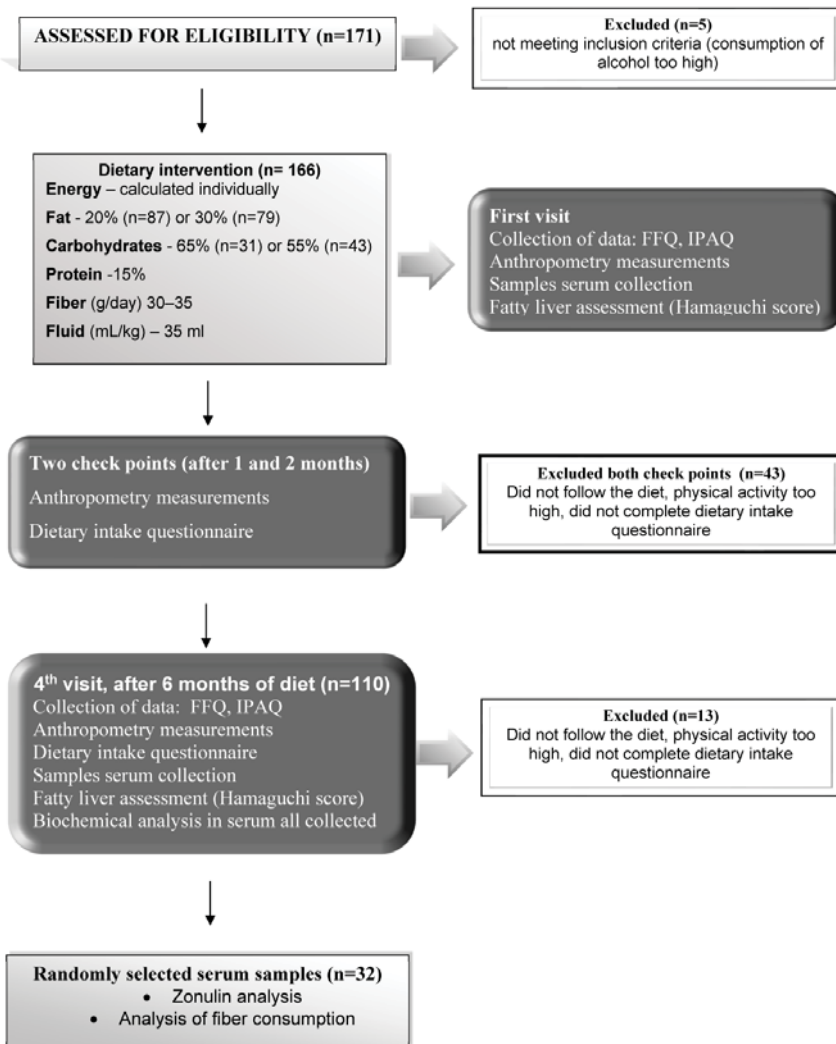 ASSESSED FOR ELIGIBILITY (n=171)
Excluded (n=5)
not meeting inclusion criteria (consumption of
alcohol too high)
Dietary intervention (n= 166)
Energy – calculated individually
Fat - 20% (n=87) or 30% (n=79)
Carbohydrates - 65% (n=31) or 55% (n=43)
Protein -15%
Fiber (g/day) 30–35
Fluid (mL/kg) – 35 ml
First visit
Collection of data: FFQ, IPAQ
Anthropometry measurements
Samples serum collection
Fatty liver assessment (Hamaguchi score)
Two check points (after 1 and 2 months)
Anthropometry measurements
Dietary intake questionnaire
Excluded both check points (n=43)
Did not follow the diet, physical activity too
high, did not complete dietary intake
questionnaire
4th visit, after 6 months of diet (n=110)
Collection of data: FFQ, IPAQ
Anthropometry measurements
Dietary intake questionnaire
Samples serum collection
Fatty liver assessment (Hamaguchi score)
Biochemical analysis in serum all collected
Excluded (n=13)
Did not follow the diet, physical activity too
high, did not complete dietary intake
questionnaire
Randomly selected serum samples (n=32)
• Zonulin analysis
• Analysis of fiber consumption